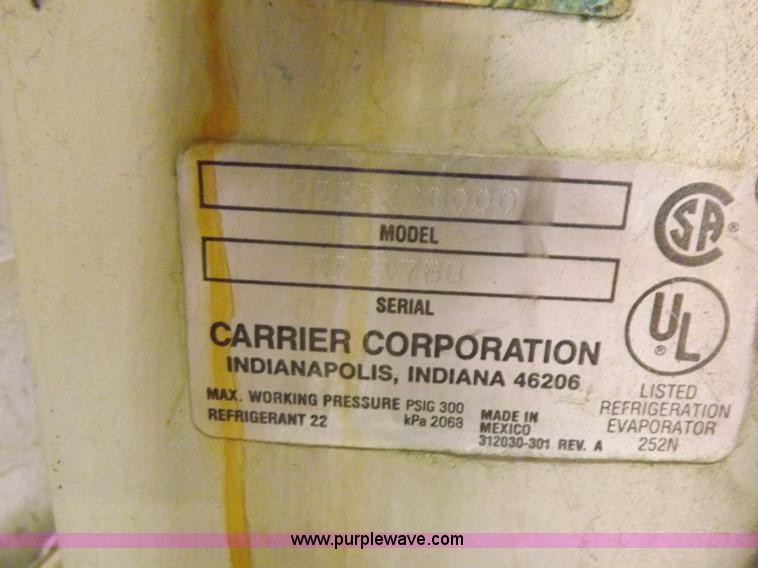 MODEL
SERIAL
CARRIER CORPORATION
INDIANAPOLIS, INDIANA 46206
MAX. WORKING PRESSURE PSIG 300
REFRIGERANT 22 kPa 2068
MADE IN
MEXICO
312030-301 REV. A
SA ®
UL ®
LISTED
REFRIGERATION
EVAPORATOR
252N
www.purplewave.com